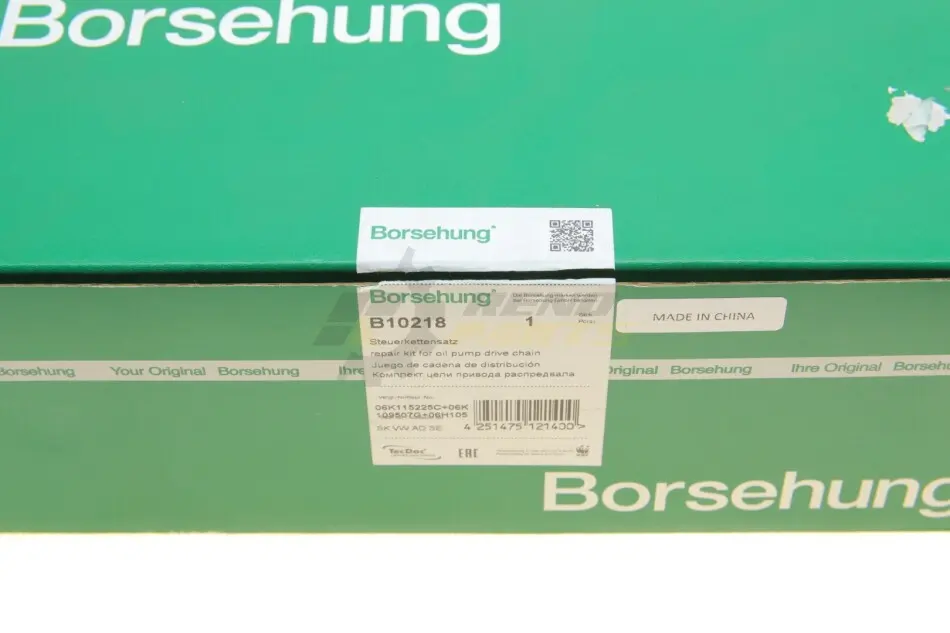 Borsehung
Borsehung
Borsehung
B10218 1
MADE IN CHINA
Steuerkettensatz
repair kit for oil pump drive chain
Juego de cadena de distribución
Комплект цепи привода распредвала
Borsehung Your Original Borsehung
Ihre Original Borsehung Ihre Original
06K115225C+06K
109507G+06H105
SK VW AD SE
4 251475 121400
TecDoc
EAC
Borsehung